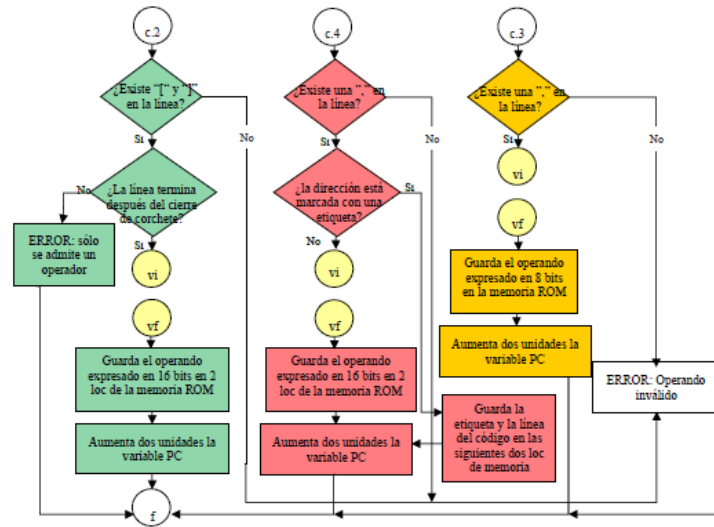 c.2
c.4
c.3
¿Existe "[" y "]"
en la línea?
¿Existe una "," en
la línea?
¿Existe una "," en
la línea?
No
No
No
Sí
Sí
Sí
vi
No
¿La línea termina
después del cierre
de corchete?
¿la dirección está
marcada con una
etiqueta?
Sí
vf
ERROR: sólo
se admite un
operador
Sí
No
vi
vi
Guarda el operando
expresado en 8 bits
en la memoria ROM
vf
vf
Aumenta dos unidades la
variable PC
Guarda el operando
expresado en 16 bits en 2
loc de la memoria ROM
Guarda el operando
expresado en 16 bits en 2
loc de la memoria ROM
ERROR: Operando
inválido
Guarda la
etiqueta y la línea
del código en las
siguientes dos loc
de memoria
Aumenta dos unidades la
variable PC
Aumenta dos unidades la
variable PC
f